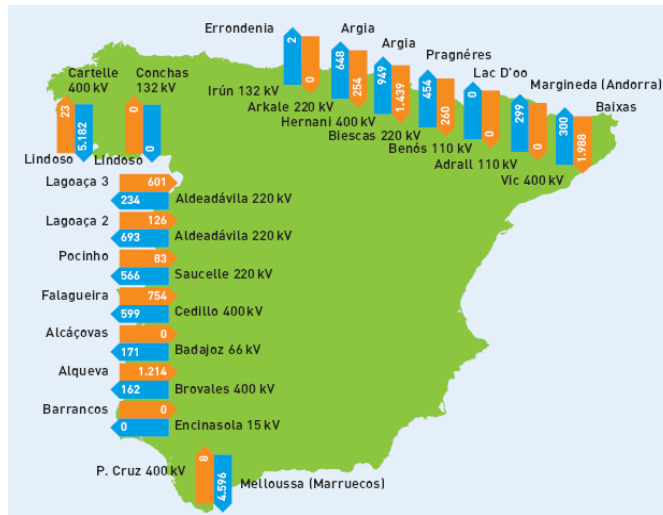 Errondenia
Argia
Argia
Pragnéres
Lac D'oo
Margineda (Andorra)
Baixas
Cartelle
400 kV
Conchas
132 kV
2
0
648
254
949
1.439
454
260
0
0
299
0
300
1.988
Irún 132 kV
Arkale 220 kV
Hernani 400 kV
Biescas 220 kV
Benós 110 kV
Adrall 110 kV
Vic 400 kV
23
5.182
0
0
Lindoso
Lindoso
Lagoaça 3
601
234
Aldeadávila 220 kV
Lagoaça 2
126
693
Aldeadávila 220 kV
Pocinho
83
566
Saucelle 220 kV
Falagueira
754
599
Cedillo 400 kV
Alcáçovas
0
171
Badajoz 66 kV
Alqueva
1.214
162
Brovales 400 kV
Barrancos
0
0
Encinasola 15 kV
P. Cruz 400 kV
8
4.596
Melloussa (Marruecos)